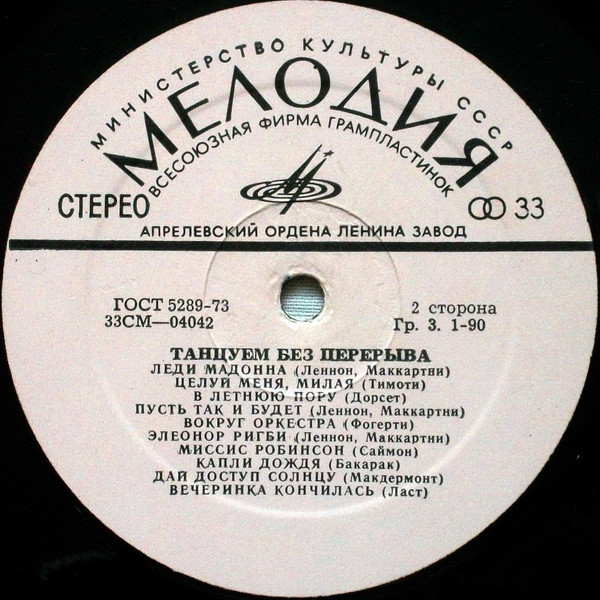 МИНИСТЕРСТВО КУЛЬТУРЫ СССР
МЕЛОДИЯ
ВСЕСОЮЗНАЯ ФИРМА ГРАМПЛАСТИНОК
СТЕРЕО
33
АПРЕЛЕВСКИЙ ОРДЕНА ЛЕНИНА ЗАВОД
ГОСТ 5289-73
2 сторона
33СМ—04042
Гр. 3. 1-90
ТАНЦУЕМ БЕЗ ПЕРЕРЫВА
ЛЕДИ МАДОННА (Леннон, Маккартни)
ЦЕЛУЙ МЕНЯ, МИЛАЯ (Тимоти)
В ЛЕТНЮЮ ПОРУ (Дорсет)
ПУСТЬ ТАК И БУДЕТ (Леннон, Маккартни)
ВОКРУГ ОРКЕСТРА (Фогерти)
ЭЛЕОНОР РИГБИ (Леннон, Маккартни)
МИССИС РОБИНСОН (Саймон)
КАПЛИ ДОЖДЯ (Бакарак)
ДАЙ ДОСТУП СОЛНЦУ (Макдермонт)
ВЕЧЕРИНКА КОНЧИЛАСЬ (Ласт)